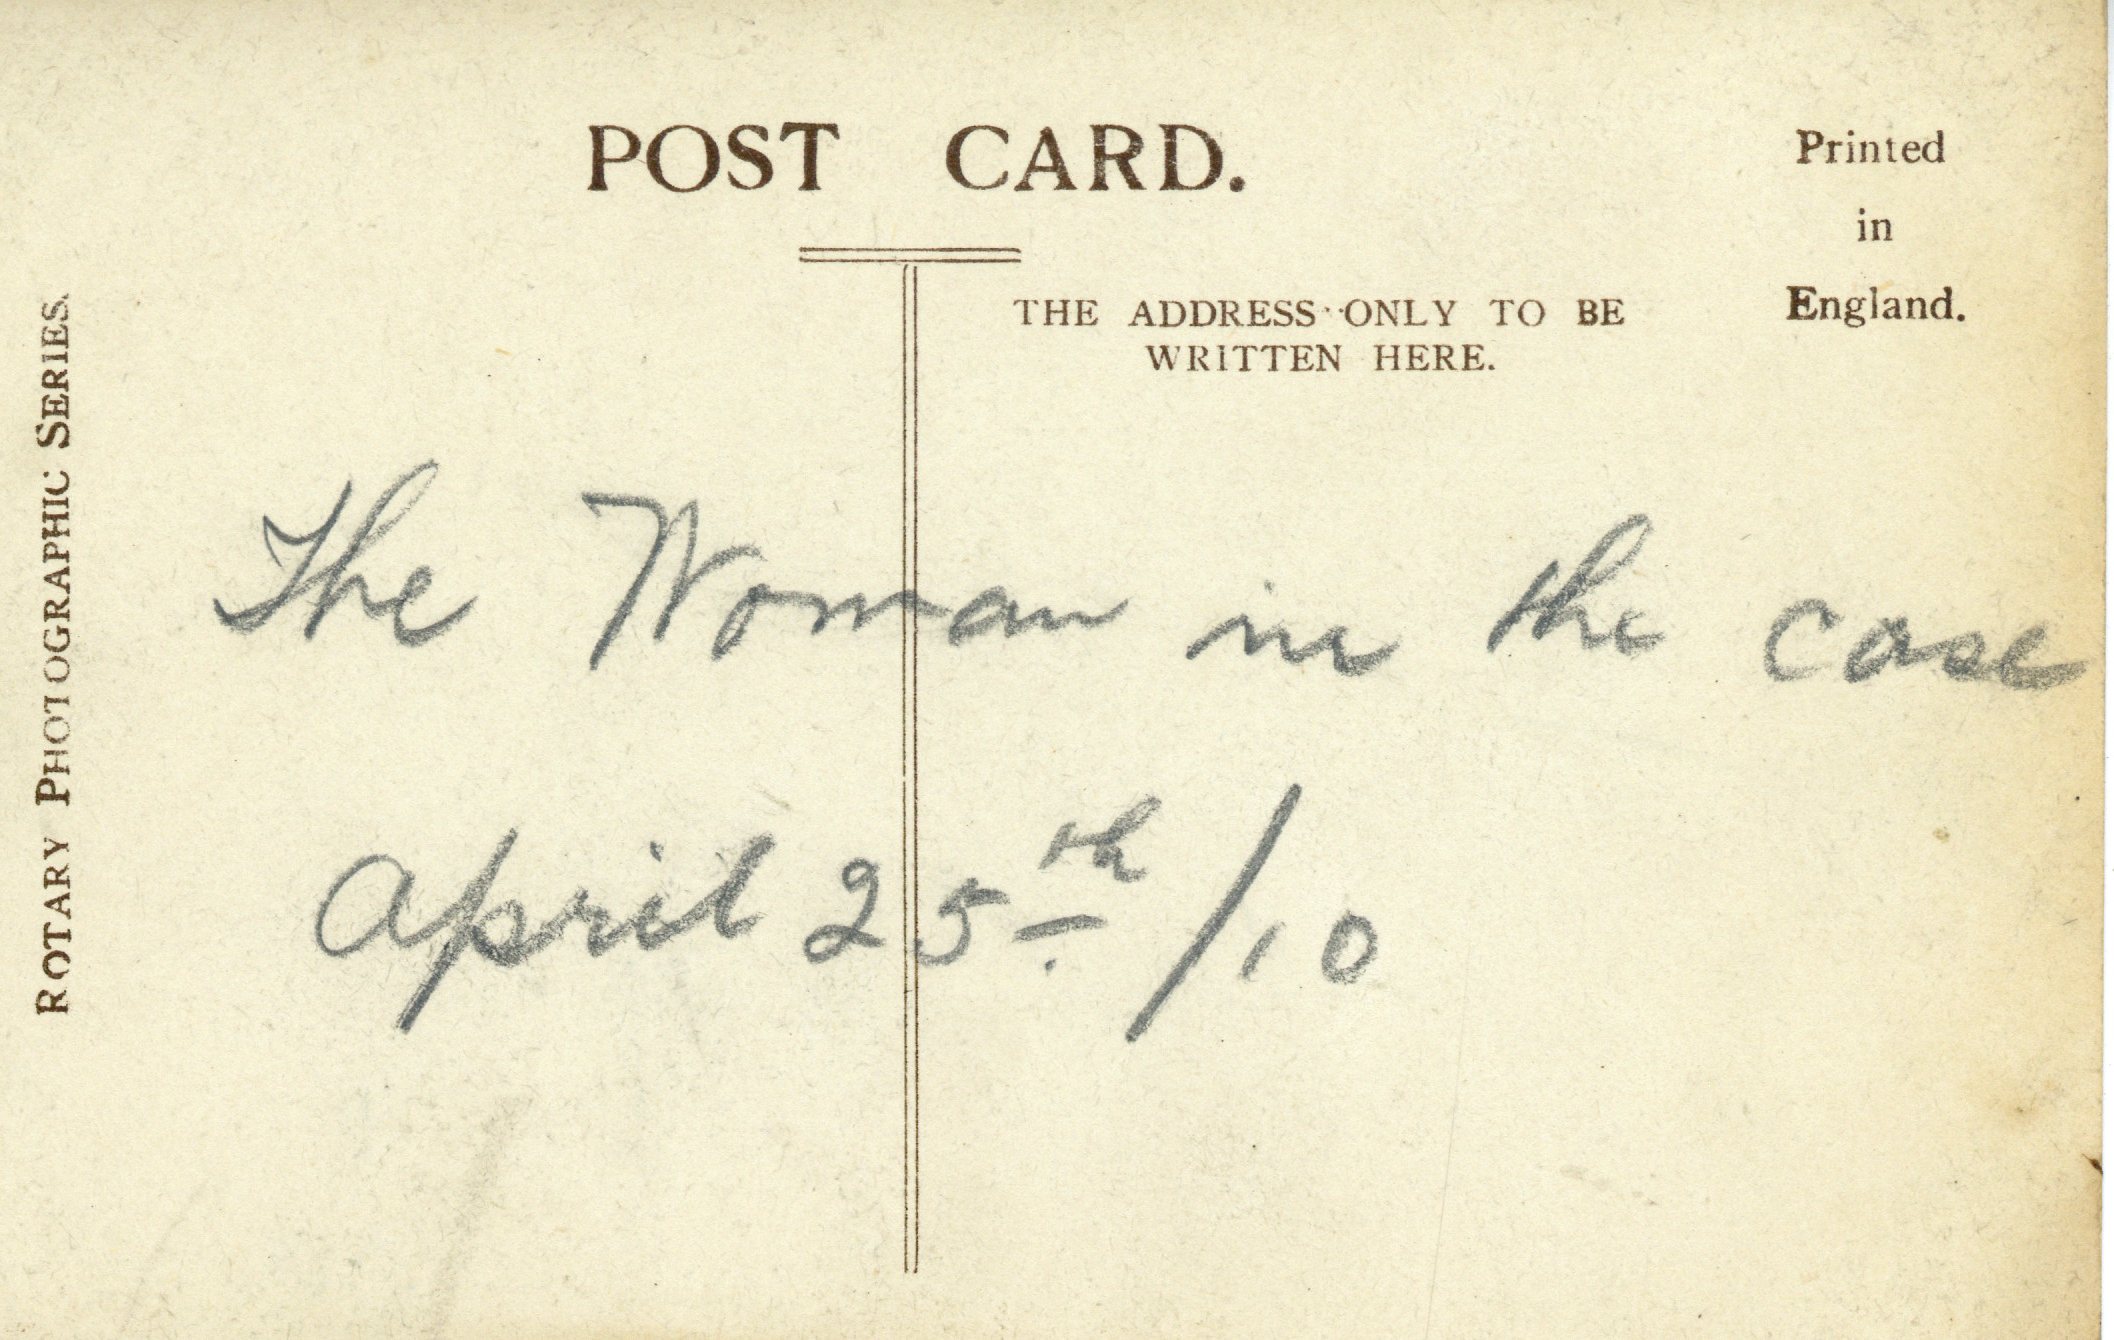 POST CARD.
Printed
in
England.
THE ADDRESS ONLY TO BE
WRITTEN HERE.
ROTARY PHOTOGRAPHIC SERIES.
The Woman in the case
April 25th /10